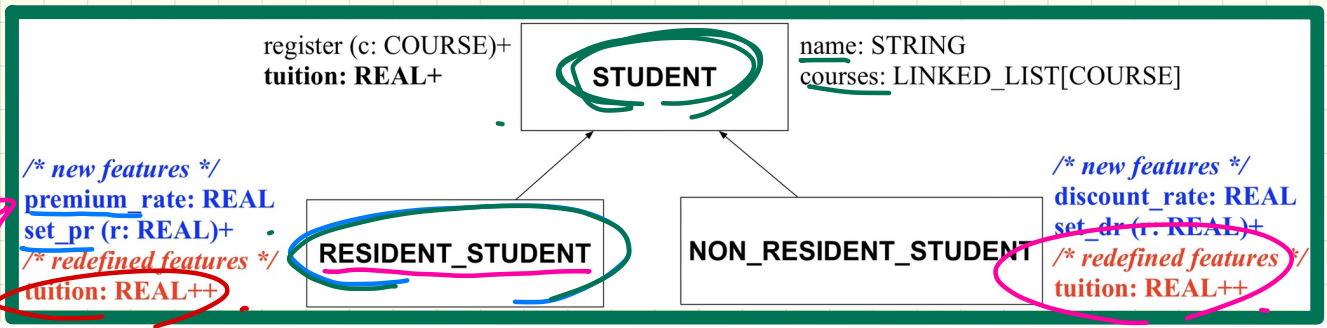 register (c: COURSE)+
tuition: REAL+
STUDENT
name: STRING
courses: LINKED_LIST[COURSE]
/* new features */
premium_rate: REAL
set_pr (r: REAL)+
/* redefined features */
tuition: REAL++
RESIDENT_STUDENT
NON_RESIDENT_STUDENT
/* new features */
discount_rate: REAL
set_dr (r: REAL)+
/* redefined features */
tuition: REAL++